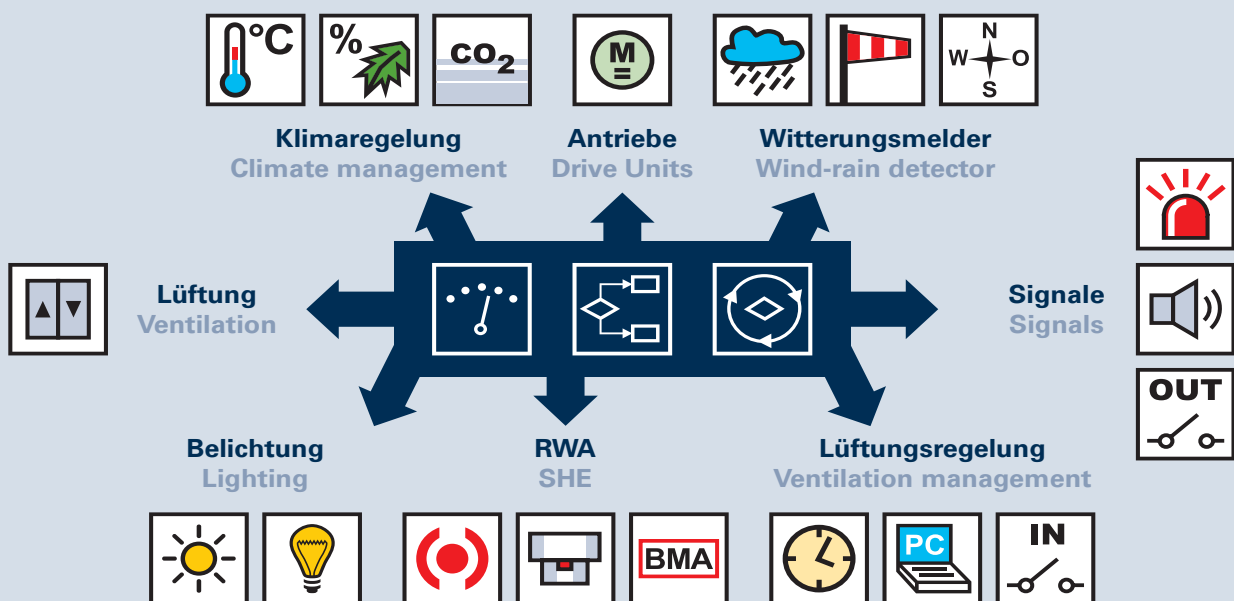 °C
%
CO₂
M
=
N
W O
S
Klimaregelung
Climate management
Antriebe
Drive Units
Witterungsmelder
Wind-rain detector
Lüftung
Ventilation
Signale
Signals
OUT
Belichtung
Lighting
RWA
SHE
Lüftungsregelung
Ventilation management
BMA
PC
IN